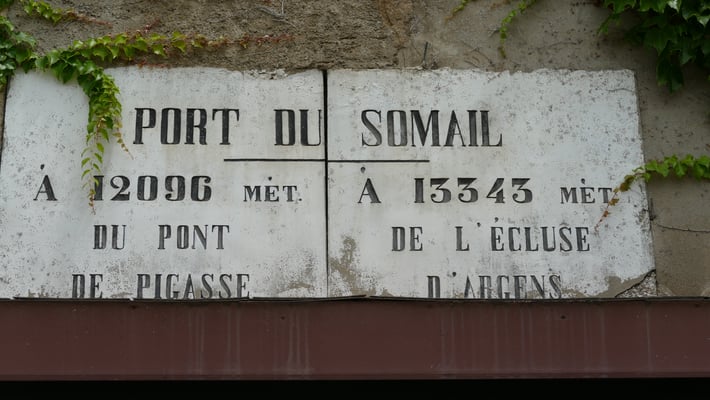 PORT DU SOMAIL
À 12096 MÈT.
DU PONT
DE PIGASSE
À 13343 MÈT
DE L'ÉCLUSE
D'ARGENS